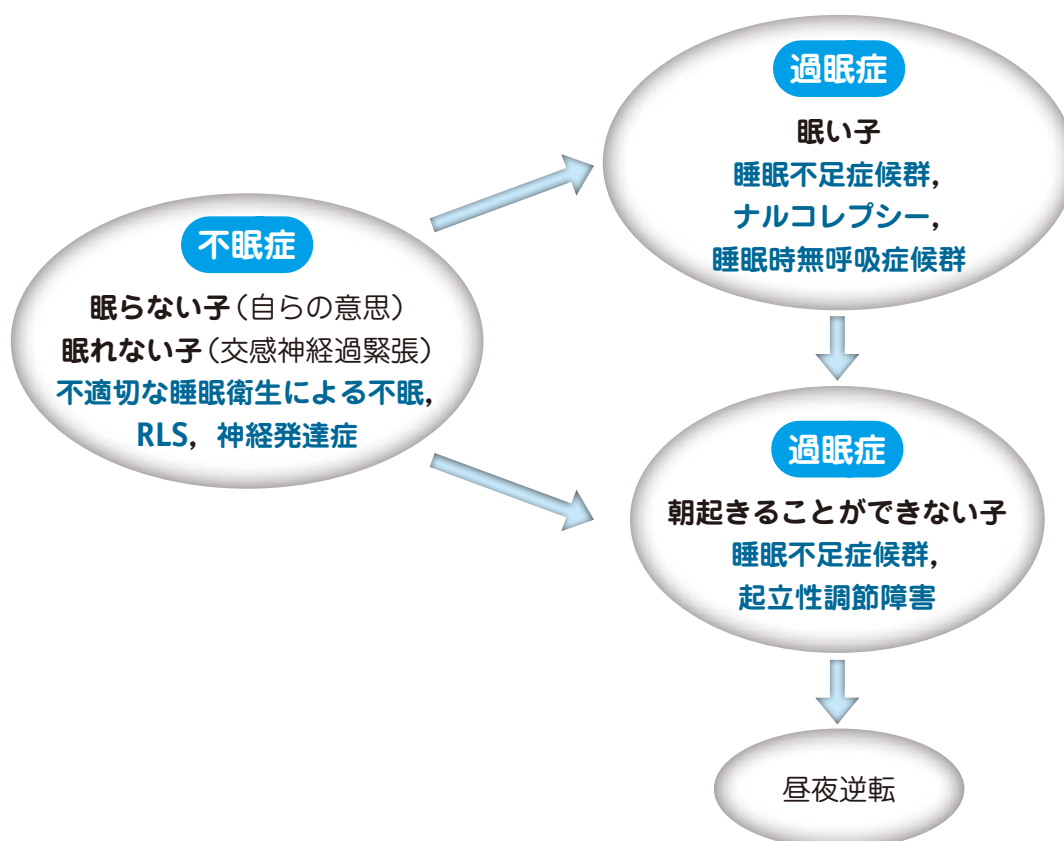 不眠症
眠らない子(自らの意思)
眠れない子(交感神経過緊張)
不適切な睡眠衛生による不眠,
RLS, 神経発達症
過眠症
眠い子
睡眠不足症候群,
ナルコレプシー,
睡眠時無呼吸症候群
過眠症
朝起きることができない子
睡眠不足症候群,
起立性調節障害
昼夜逆転